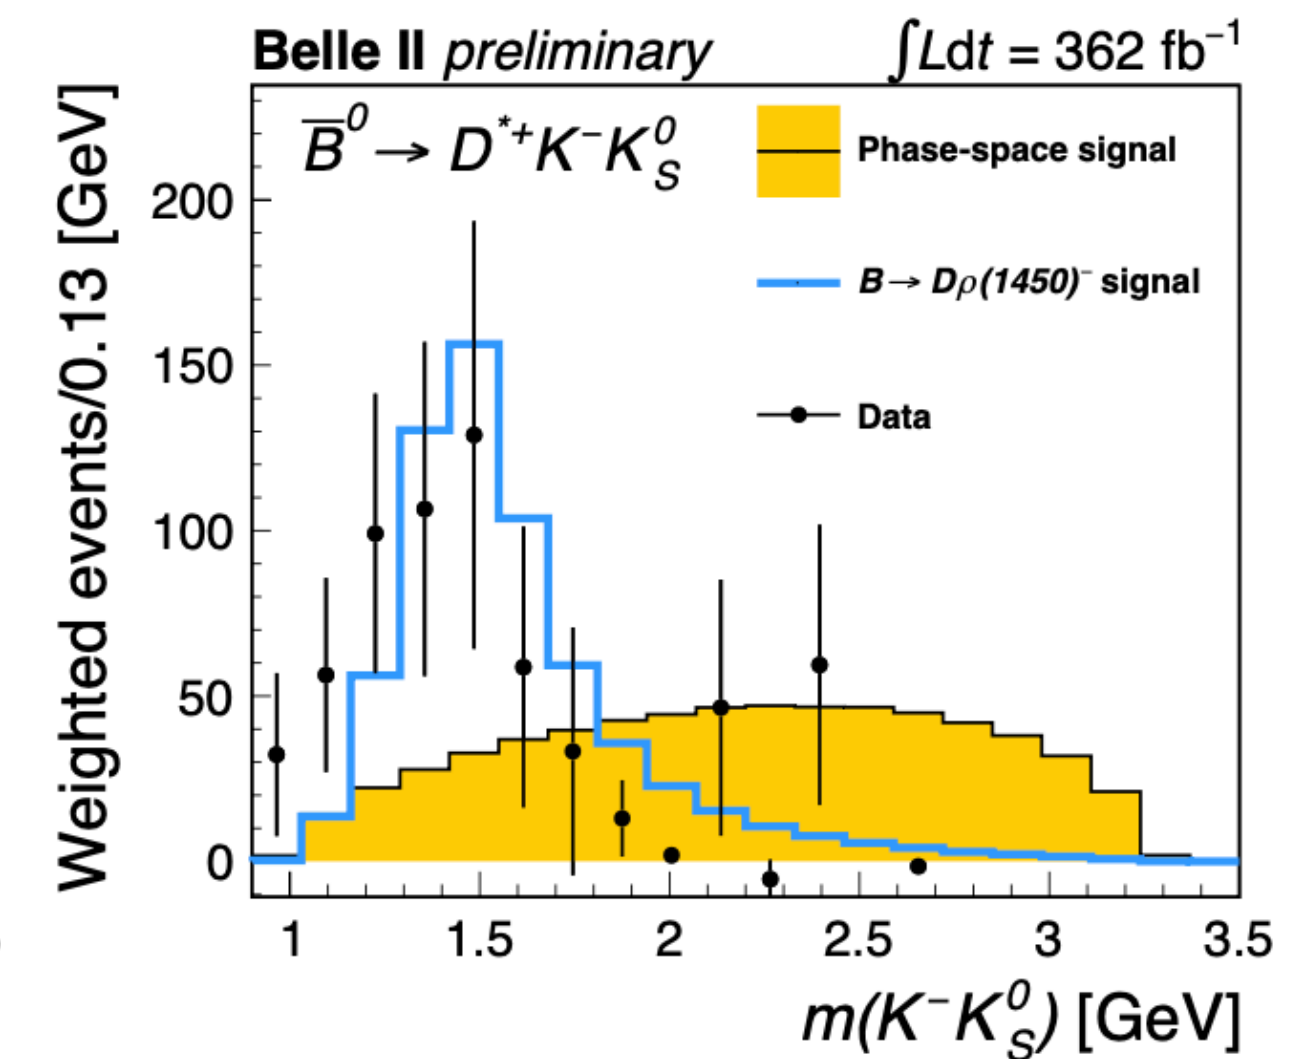 Belle II preliminary ∫Ldt = 362 fb⁻¹
B̅⁰ → D*⁺K⁻K⁰S
Phase-space signal
B → Dρ(1450)⁻ signal
Data
Weighted events/0.13 [GeV]
200
150
100
50
0
1 1.5 2 2.5 3 3.5
m(K⁻K⁰S) [GeV]